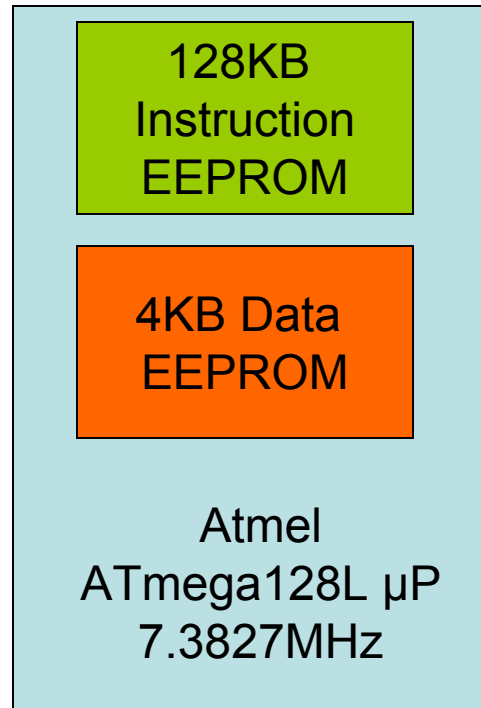 128KB
Instruction
EEPROM
4KB Data
EEPROM
Atmel
ATmega128L µP
7.3827MHz